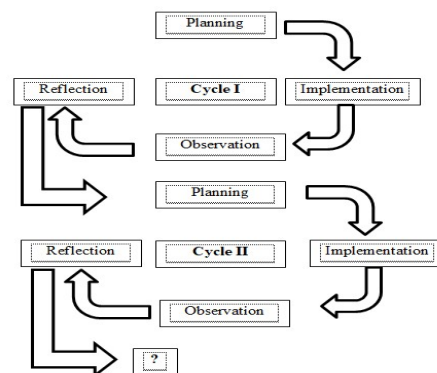 Planning
Reflection
Cycle I
Implementation
Observation
Planning
Reflection
Cycle II
Implementation
Observation
?